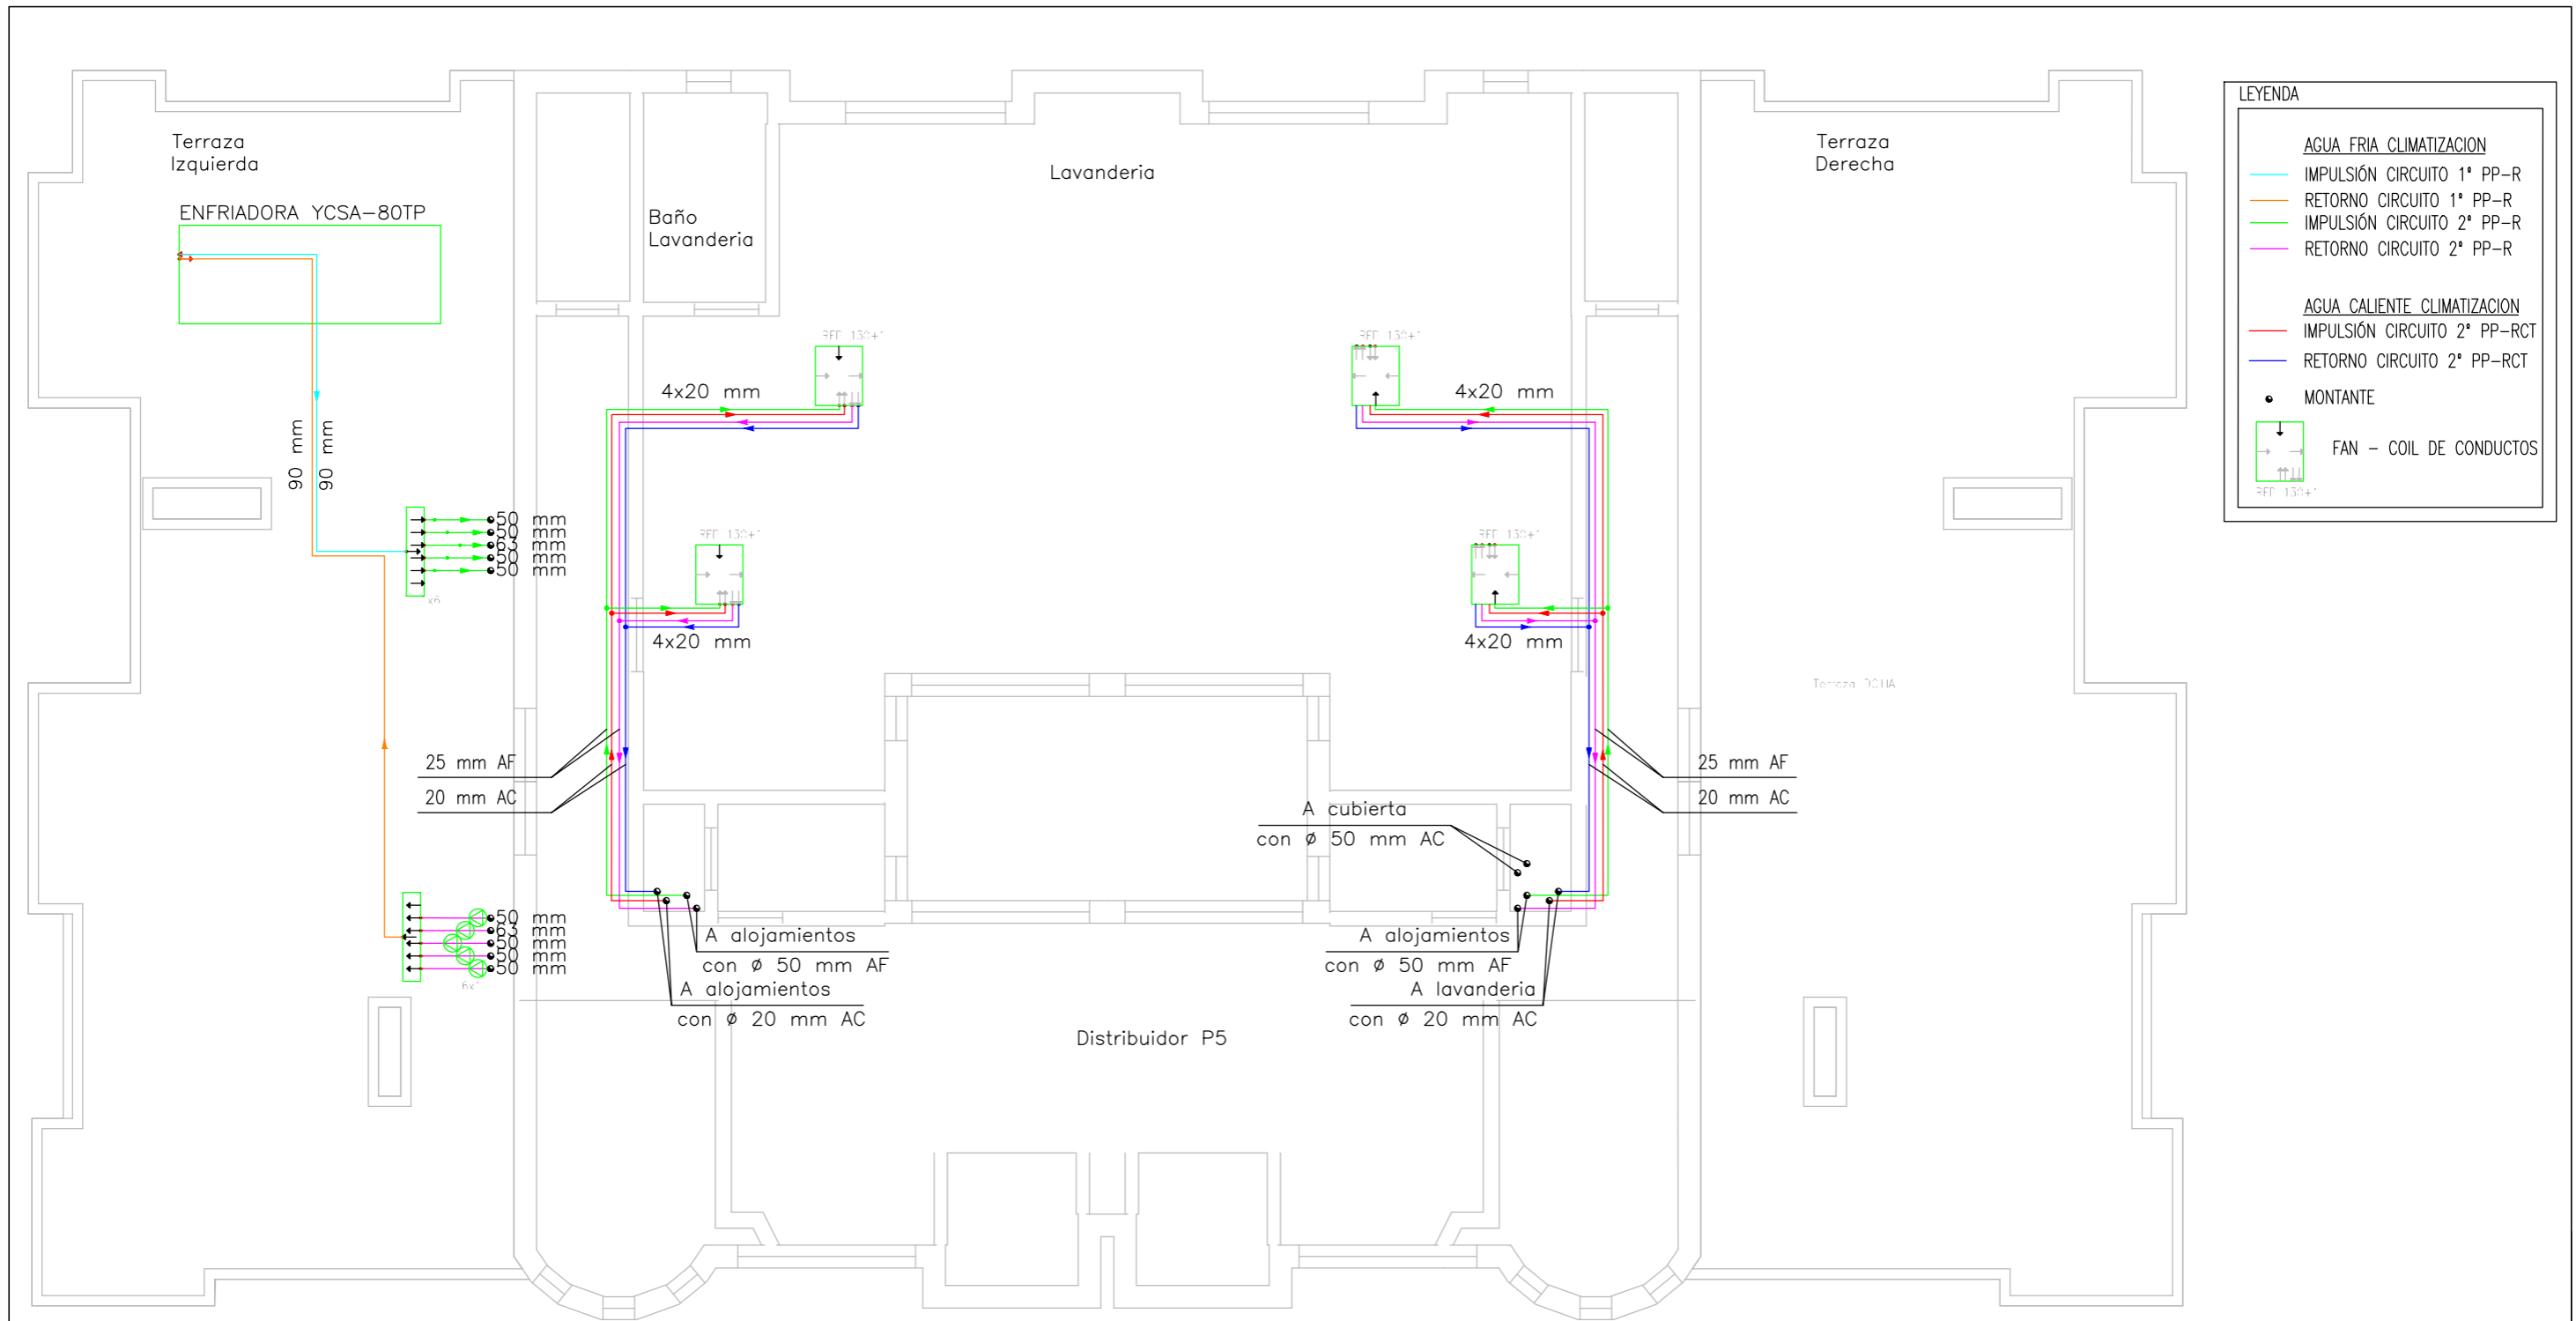 LEYENDA
AGUA FRIA CLIMATIZACION
IMPULSIÓN CIRCUITO 1º PP-R
RETORNO CIRCUITO 1º PP-R
IMPULSIÓN CIRCUITO 2º PP-R
RETORNO CIRCUITO 2º PP-R
AGUA CALIENTE CLIMATIZACION
IMPULSIÓN CIRCUITO 2º PP-RCT
RETORNO CIRCUITO 2º PP-RCT
MONTANTE
FAN - COIL DE CONDUCTOS
Terraza
Izquierda
ENFRIADORA YCSA-80TP
Baño
Lavanderia
Lavanderia
Terraza
Derecha
4x20 mm
4x20 mm
90 mm
90 mm
50 mm
50 mm
63 mm
50 mm
50 mm
x6
4x20 mm
4x20 mm
25 mm AF
20 mm AC
25 mm AF
20 mm AC
A cubierta
con ø 50 mm AC
50 mm
63 mm
50 mm
50 mm
50 mm
A alojamientos
con ø 50 mm AF
A alojamientos
con ø 20 mm AC
A alojamientos
con ø 50 mm AF
A lavanderia
con ø 20 mm AC
Distribuidor P5
Terraza